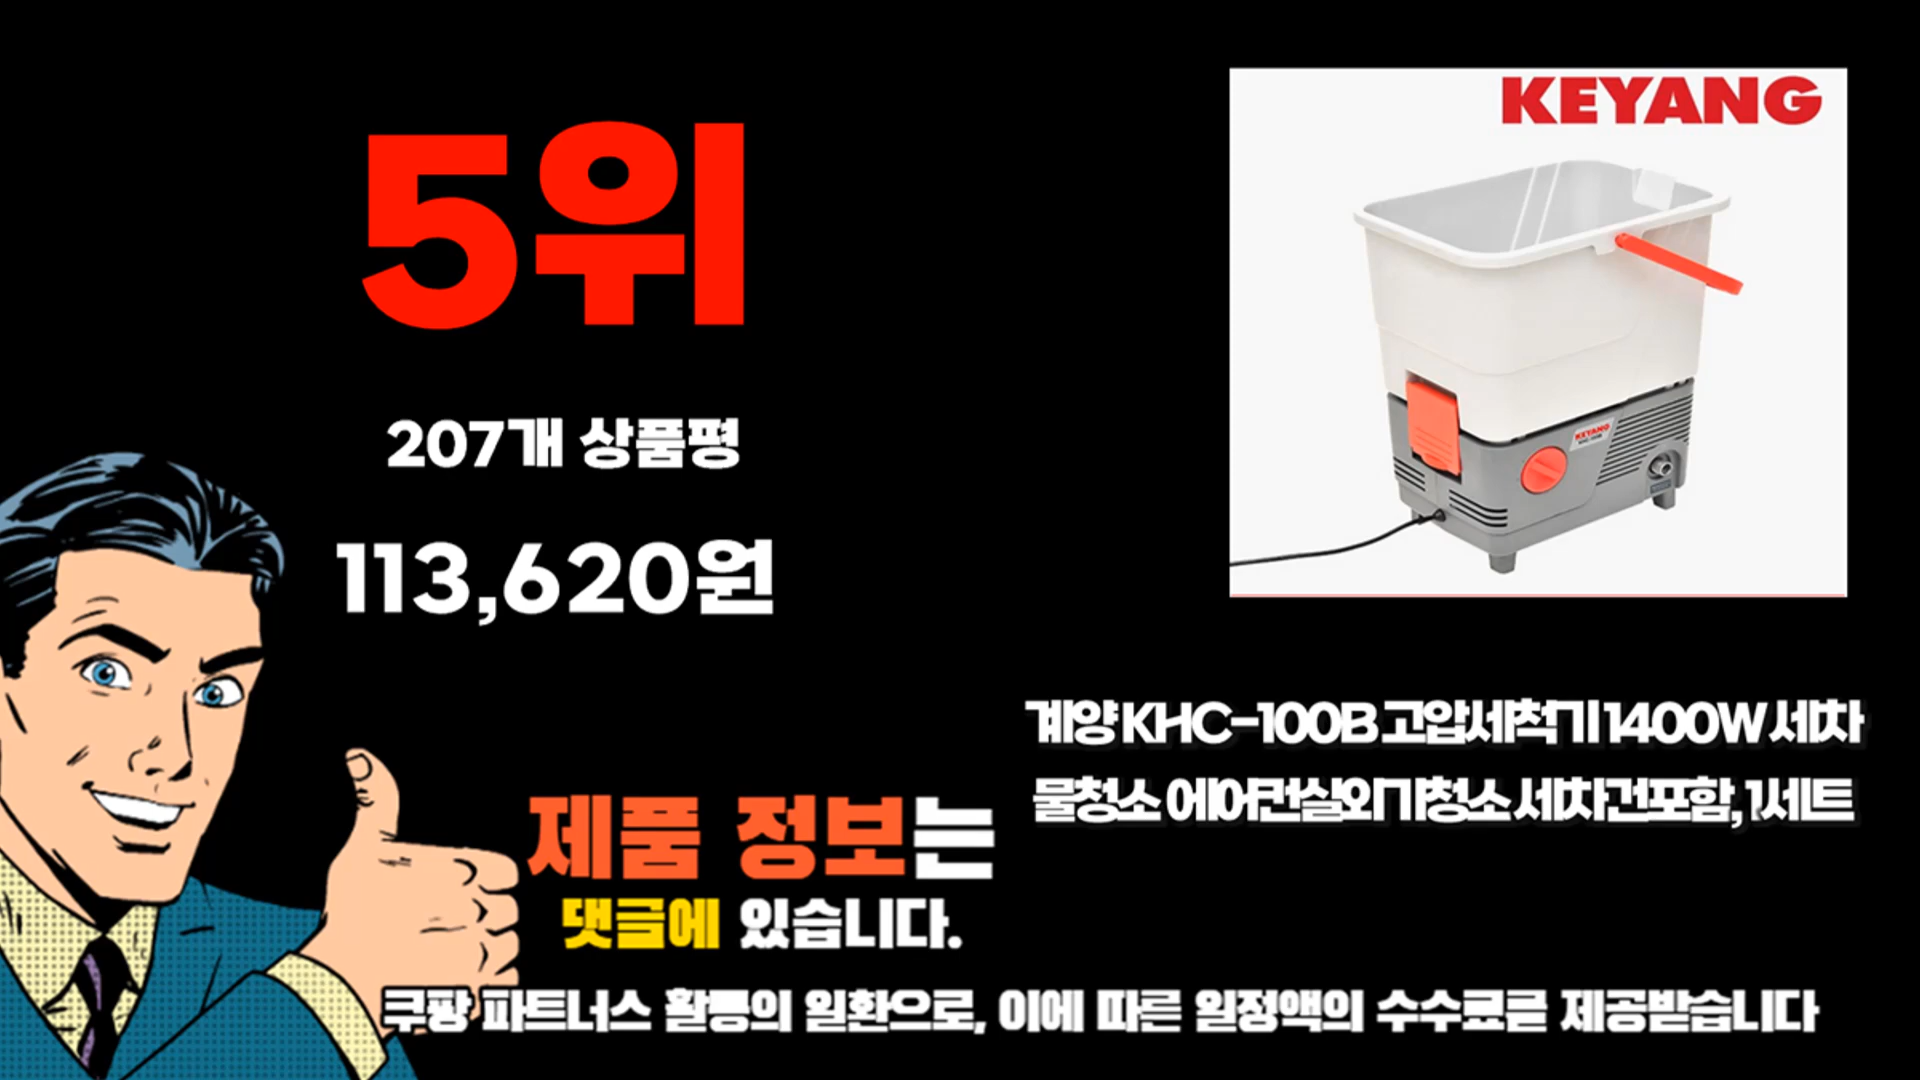 KEYANG
5위
207개 상품평
113,620원
KEYANG
계양 KHC-100B 고압세척기 1400W 세차
물청소 에어컨실외기청소 세차건포함, 1세트
제품 정보는
댓글에 있습니다.
쿠팡 파트너스 활동의 일환으로, 이에 따른 일정액의 수수료를 제공받습니다